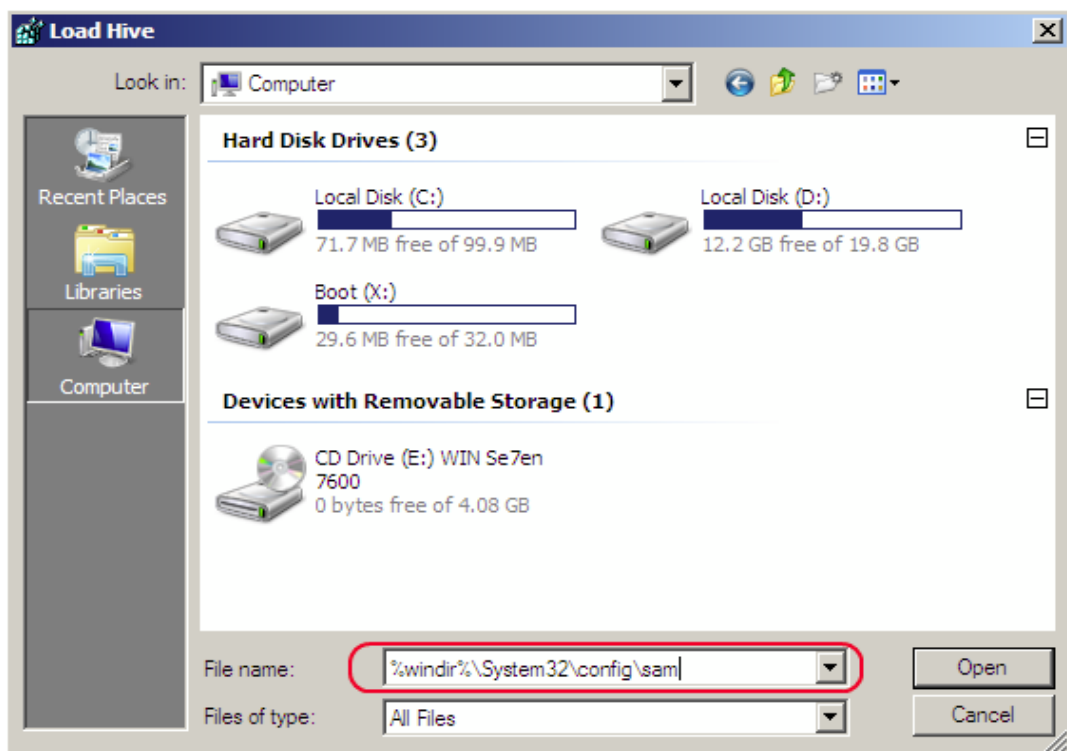 Load Hive
Look in: Computer
Recent Places
Libraries
Computer
Hard Disk Drives (3)
Local Disk (C:)
71.7 MB free of 99.9 MB
Local Disk (D:)
12.2 GB free of 19.8 GB
Boot (X:)
29.6 MB free of 32.0 MB
Devices with Removable Storage (1)
CD Drive (E:) WIN Se7en
7600
0 bytes free of 4.08 GB
File name: %windir%\System32\config\sam
Open
Files of type: All Files
Cancel